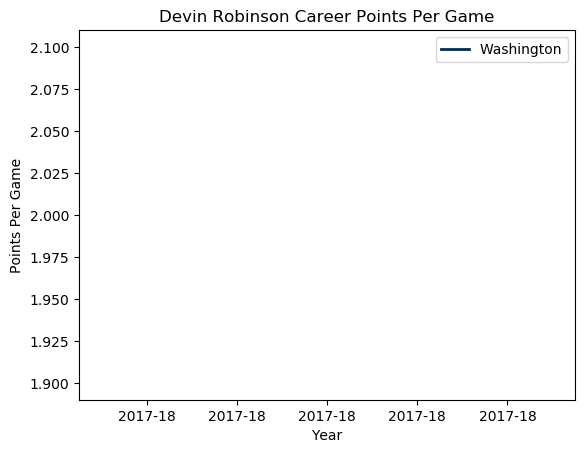 Devin Robinson Career Points Per Game
Washington
2.100
2.075
2.050
2.025
2.000
1.975
1.950
1.925
1.900
Points Per Game
2017-18 2017-18 2017-18 2017-18 2017-18
Year